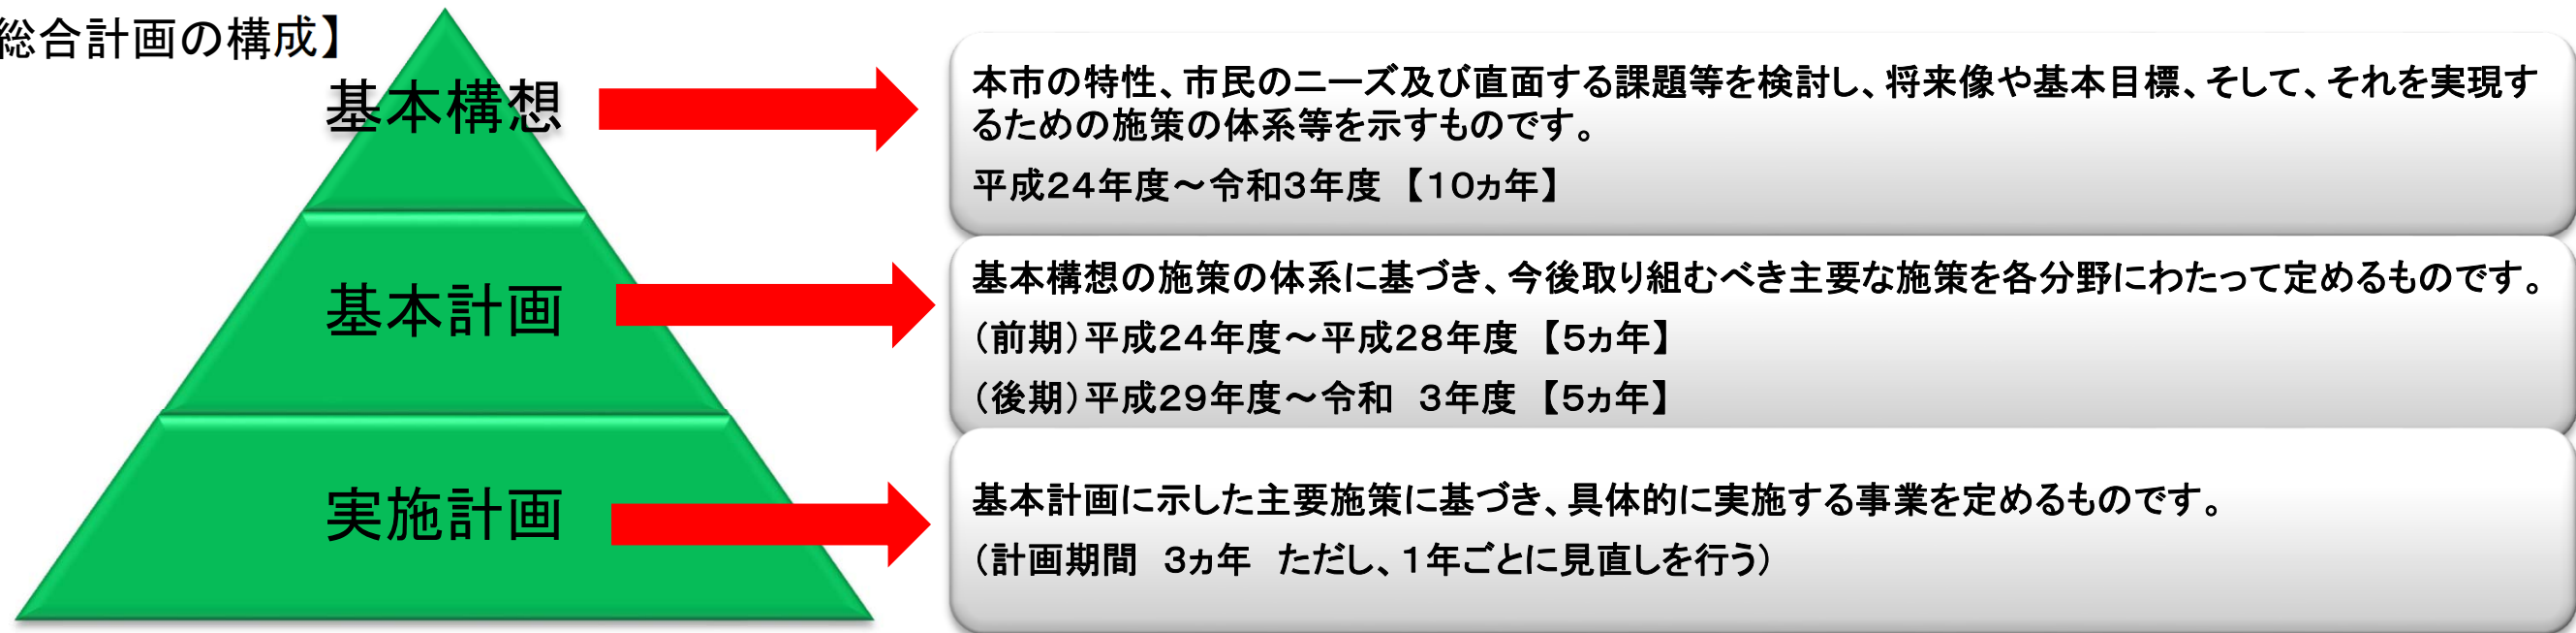 総合計画の構成】
基本構想
本市の特性、市民のニーズ及び直面する課題等を検討し、将来像や基本目標、そして、それを実現す
るための施策の体系等を示すものです。
平成24年度～令和3年度 【10ヵ年】
基本計画
基本構想の施策の体系に基づき、今後取り組むべき主要な施策を各分野にわたって定めるものです。
（前期）平成24年度～平成28年度 【5ヵ年】
（後期）平成29年度～令和　3年度 【5ヵ年】
実施計画
基本計画に示した主要施策に基づき、具体的に実施する事業を定めるものです。
（計画期間　3ヵ年　ただし、1年ごとに見直しを行う）